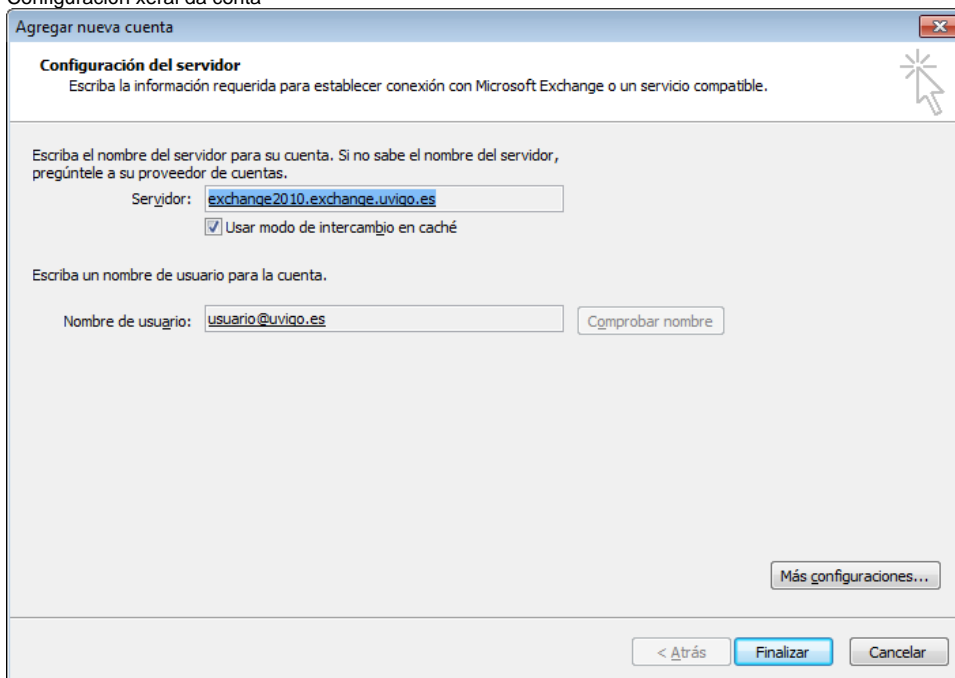 Configuración xeral da conta
Agregar nueva cuenta
Configuración del servidor
Escriba la información requerida para establecer conexión con Microsoft Exchange o un servicio compatible.
Escriba el nombre del servidor para su cuenta. Si no sabe el nombre del servidor,
pregúntele a su proveedor de cuentas.
Servidor: exchange2010.exchange.uvigo.es
Usar modo de intercambio en caché
Escriba un nombre de usuario para la cuenta.
Nombre de usuario: usuario@uvigo.es Comprobar nombre
Más configuraciones...
< Atrás Finalizar Cancelar